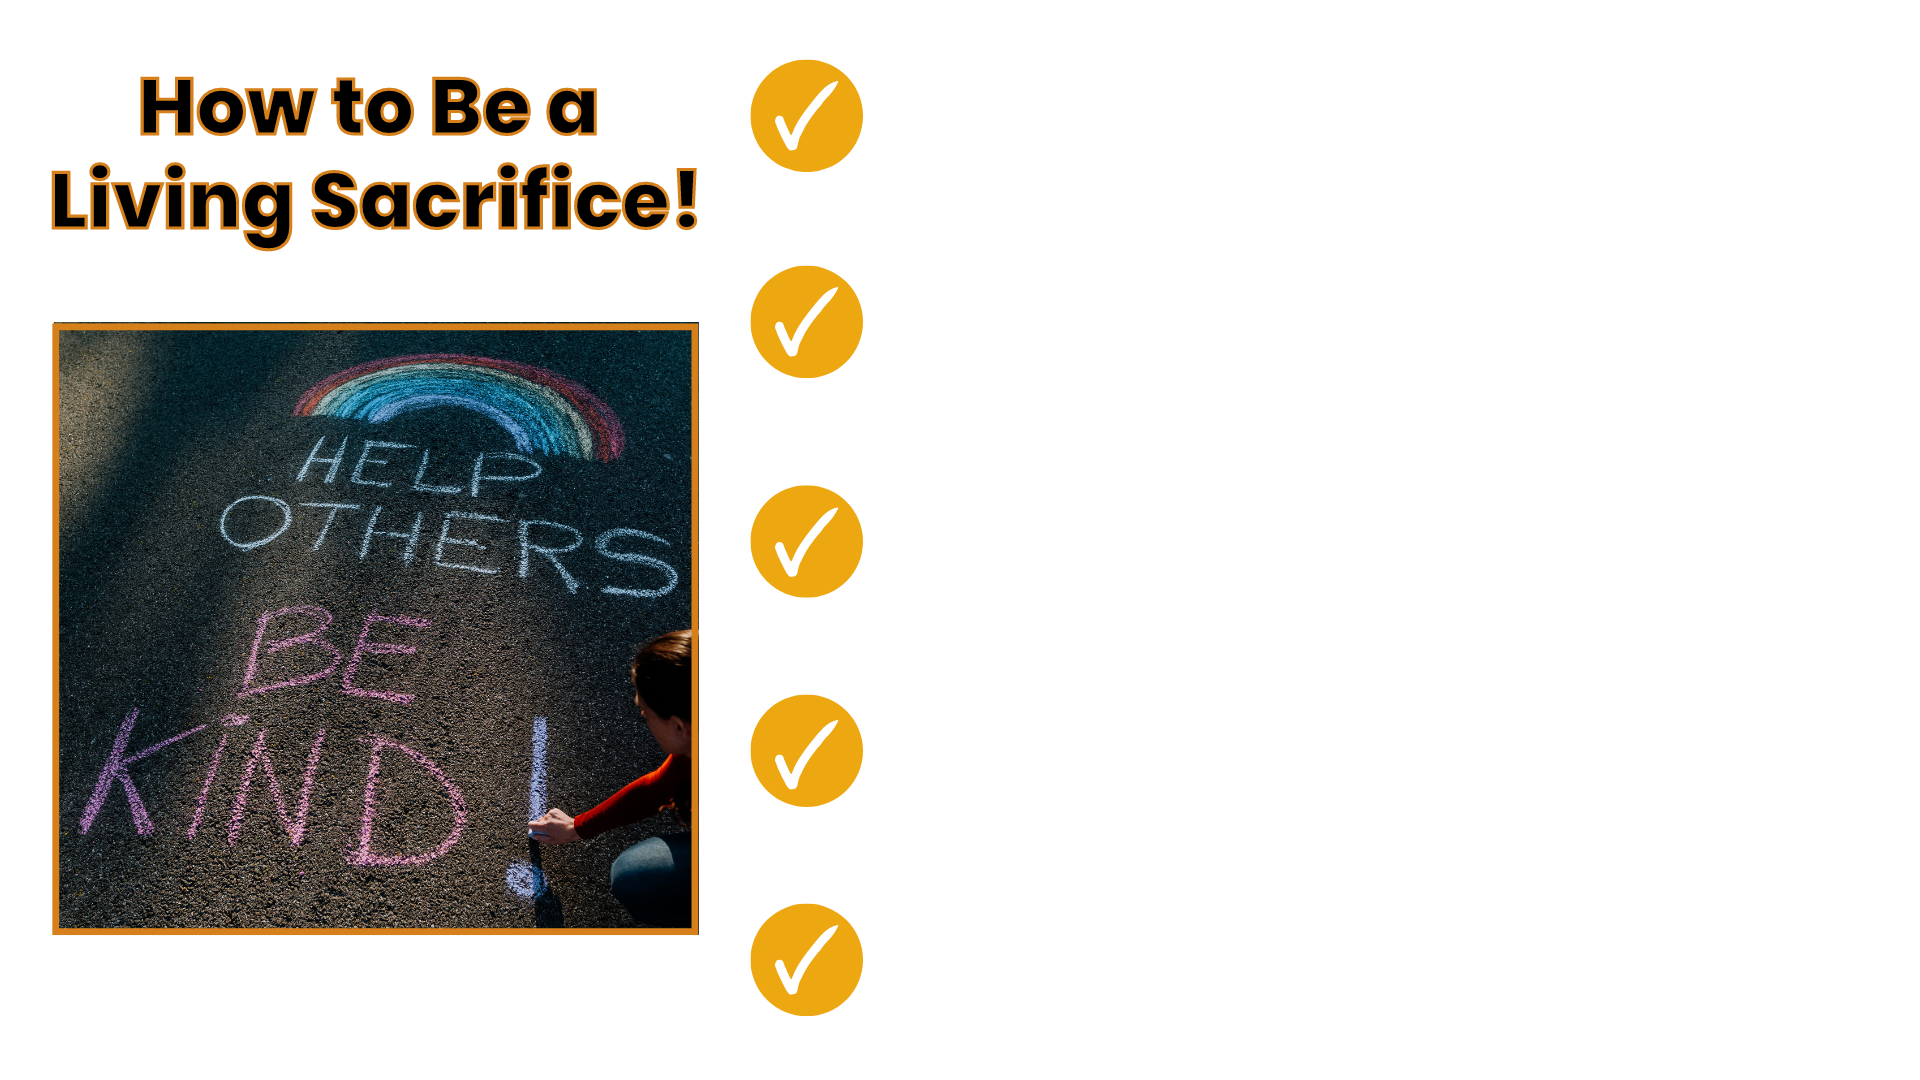 How to Be a
Living Sacrifice!
HELP
OTHERS
BE
KIND!